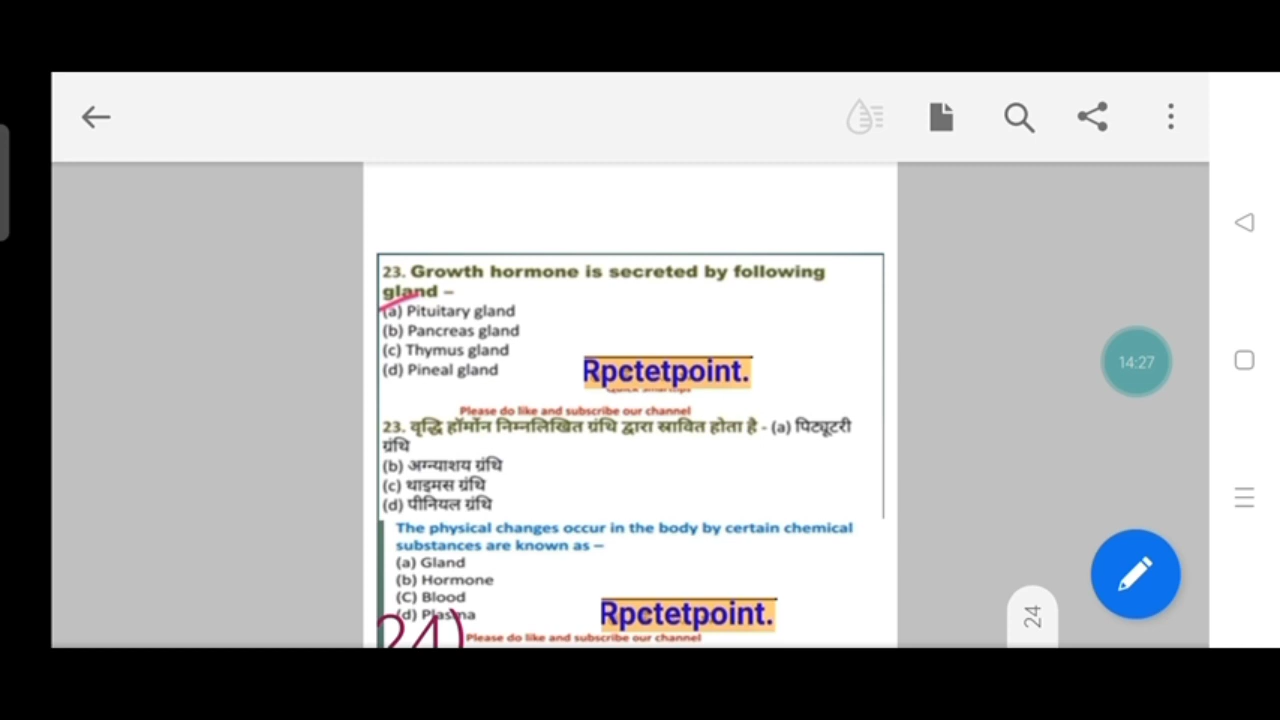 23. Growth hormone is secreted by following
gland –
(a) Pituitary gland
(b) Pancreas gland
(c) Thymus gland
(d) Pineal gland
Rpctetpoint.
Please do like and subscribe our channel
23. वृद्धि हॉर्मोन निम्नलिखित ग्रंथि द्वारा स्रावित होता है - (a) पिट्यूटरी
ग्रंथि
(b) अग्न्याशय ग्रंथि
(c) थाइमस ग्रंथि
(d) पीनियल ग्रंथि
14:27
The physical changes occur in the body by certain chemical
substances are known as –
(a) Gland
(b) Hormone
(C) Blood
(d) Plasma
Rpctetpoint.
24)
Please do like and subscribe our channel
24